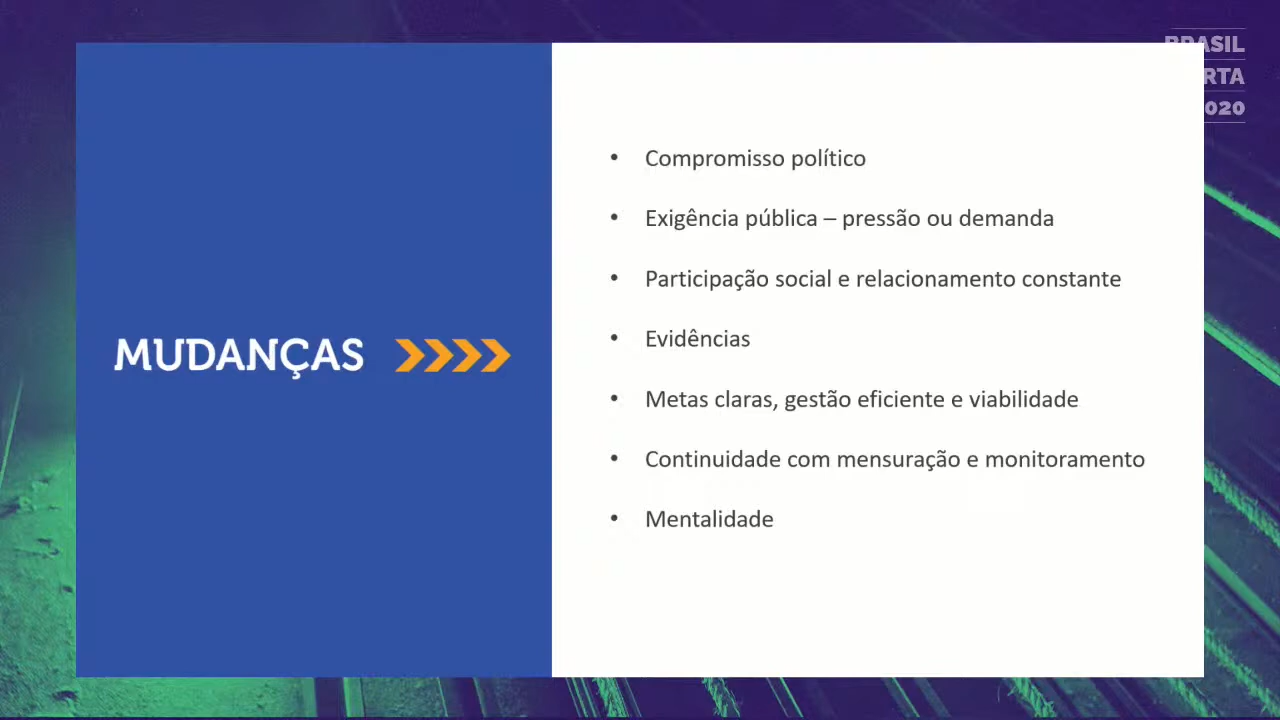 BRASIL
RTA
020
MUDANÇAS
• Compromisso político
• Exigência pública – pressão ou demanda
• Participação social e relacionamento constante
• Evidências
• Metas claras, gestão eficiente e viabilidade
• Continuidade com mensuração e monitoramento
• Mentalidade